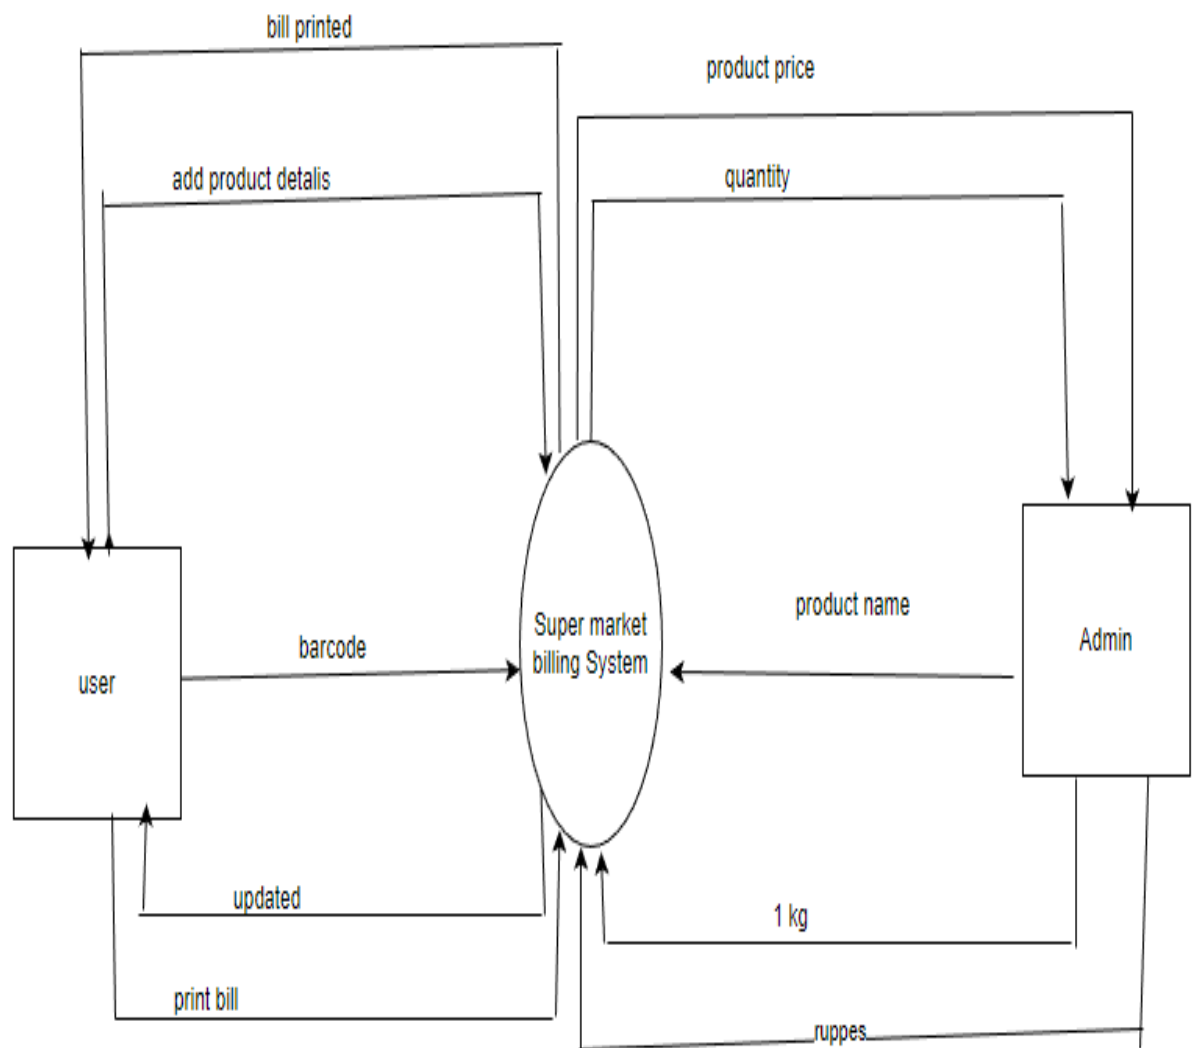 bill printed
product price
add product detalis
quantity
product name
Super market
billing System
Admin
barcode
user
updated
1 kg
print bill
ruppes